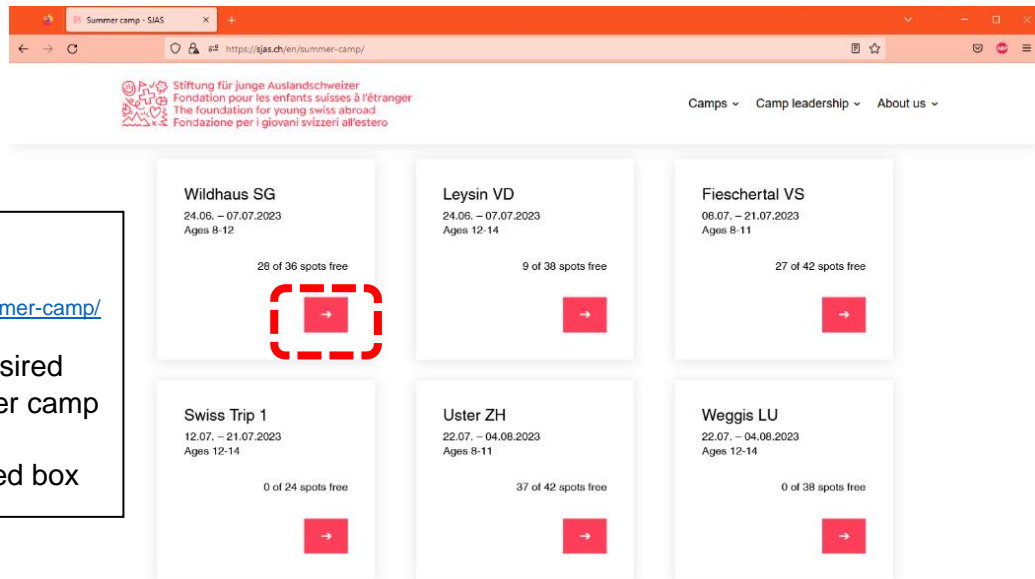 Summer camp - SJAS
https://sjas.ch/en/summer-camp/
Stiftung für junge Auslandschweizer
Fondation pour les enfants suisses à l'étranger
The foundation for young swiss abroad
Fondazione per i giovani svizzeri all'estero
Camps
Camp leadership
About us
mer-camp/
sired
er camp
ed box
Wildhaus SG
24.06. – 07.07.2023
Ages 8-12
28 of 36 spots free
Leysin VD
24.06. – 07.07.2023
Ages 12-14
9 of 38 spots free
Fieschertal VS
08.07. – 21.07.2023
Ages 8-11
27 of 42 spots free
Swiss Trip 1
12.07. – 21.07.2023
Ages 12-14
0 of 24 spots free
Uster ZH
22.07. – 04.08.2023
Ages 8-11
37 of 42 spots free
Weggis LU
22.07. – 04.08.2023
Ages 12-14
0 of 38 spots free